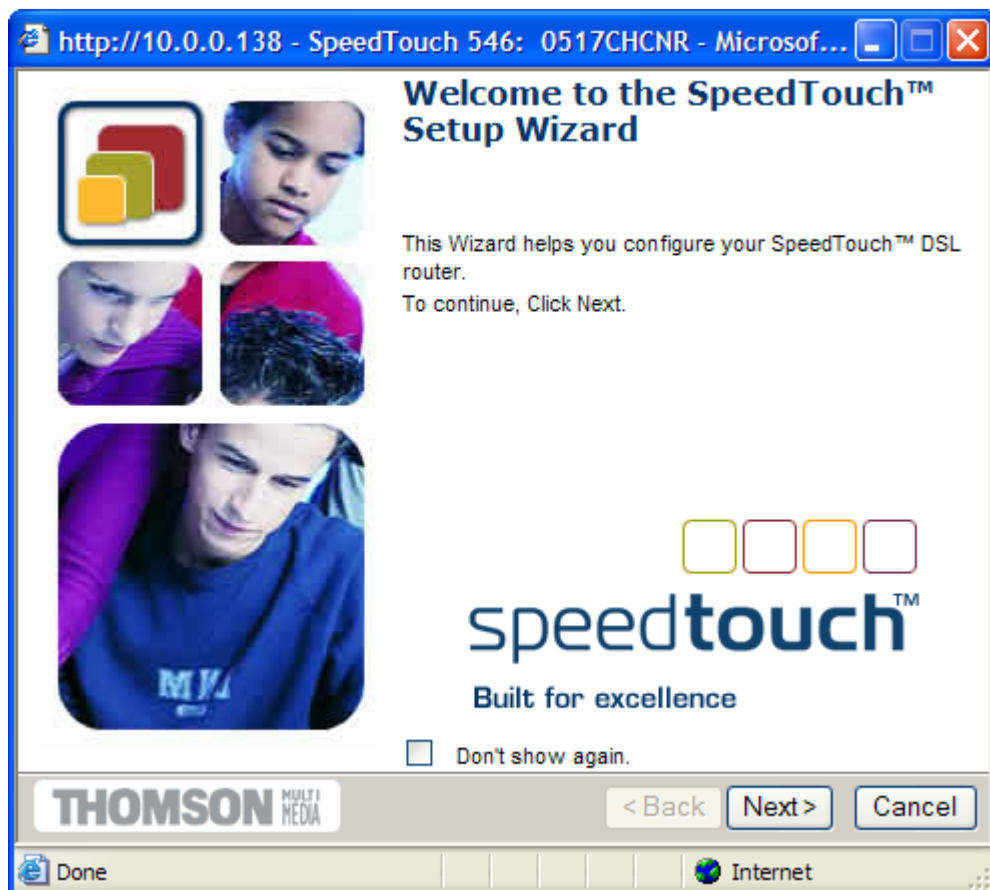 http://10.0.0.138 - SpeedTouch 546: 0517CHCNR - Microsof...
Welcome to the SpeedTouch™
Setup Wizard
This Wizard helps you configure your SpeedTouch™ DSL
router.
To continue, Click Next.
speedtouch™
Built for excellence
Don't show again.
THOMSON MULTI MEDIA
< Back
Next >
Cancel
Done
Internet